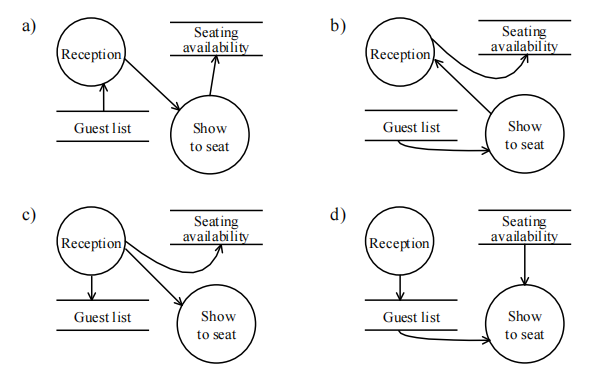 a)
Reception
Seating
availability
Guest list
Show
to seat
b)
Reception
Seating
availability
Guest list
Show
to seat
c)
Reception
Seating
availability
Guest list
Show
to seat
d)
Reception
Seating
availability
Guest list
Show
to seat